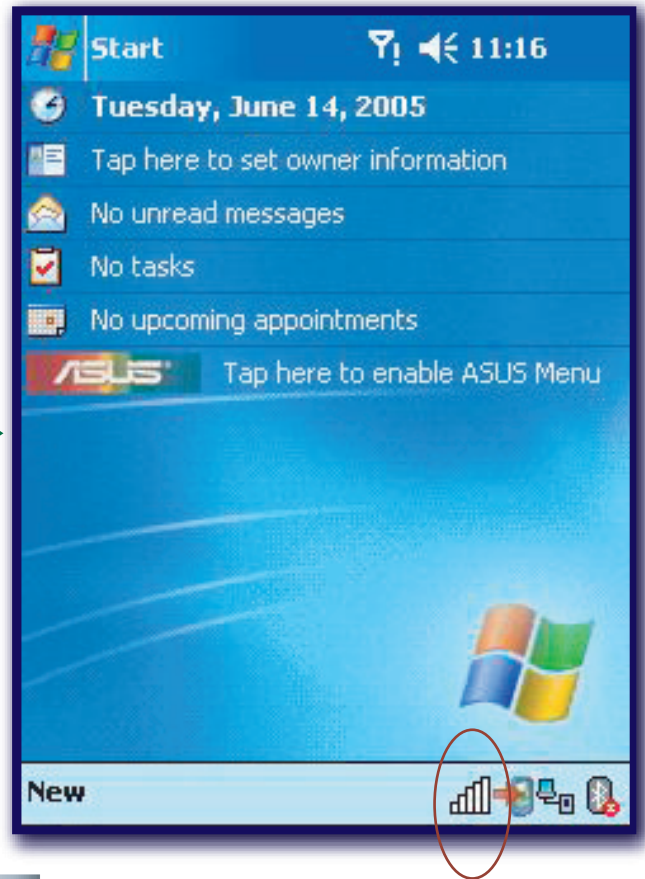 Start 11:16
Tuesday, June 14, 2005
Tap here to set owner information
No unread messages
No tasks
No upcoming appointments
ASUS Tap here to enable ASUS Menu
New